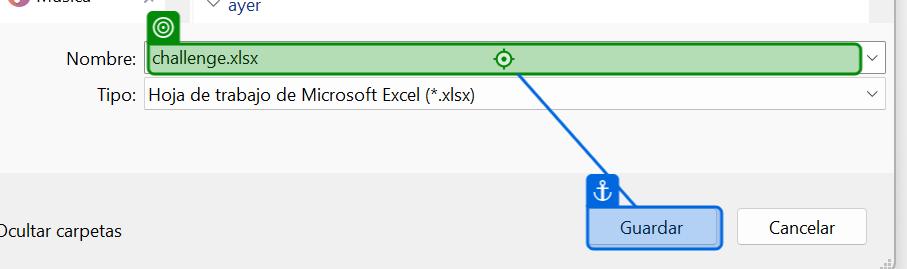 Música
ayer
Nombre: challenge.xlsx
Tipo: Hoja de trabajo de Microsoft Excel (*.xlsx)
Ocultar carpetas
Guardar
Cancelar